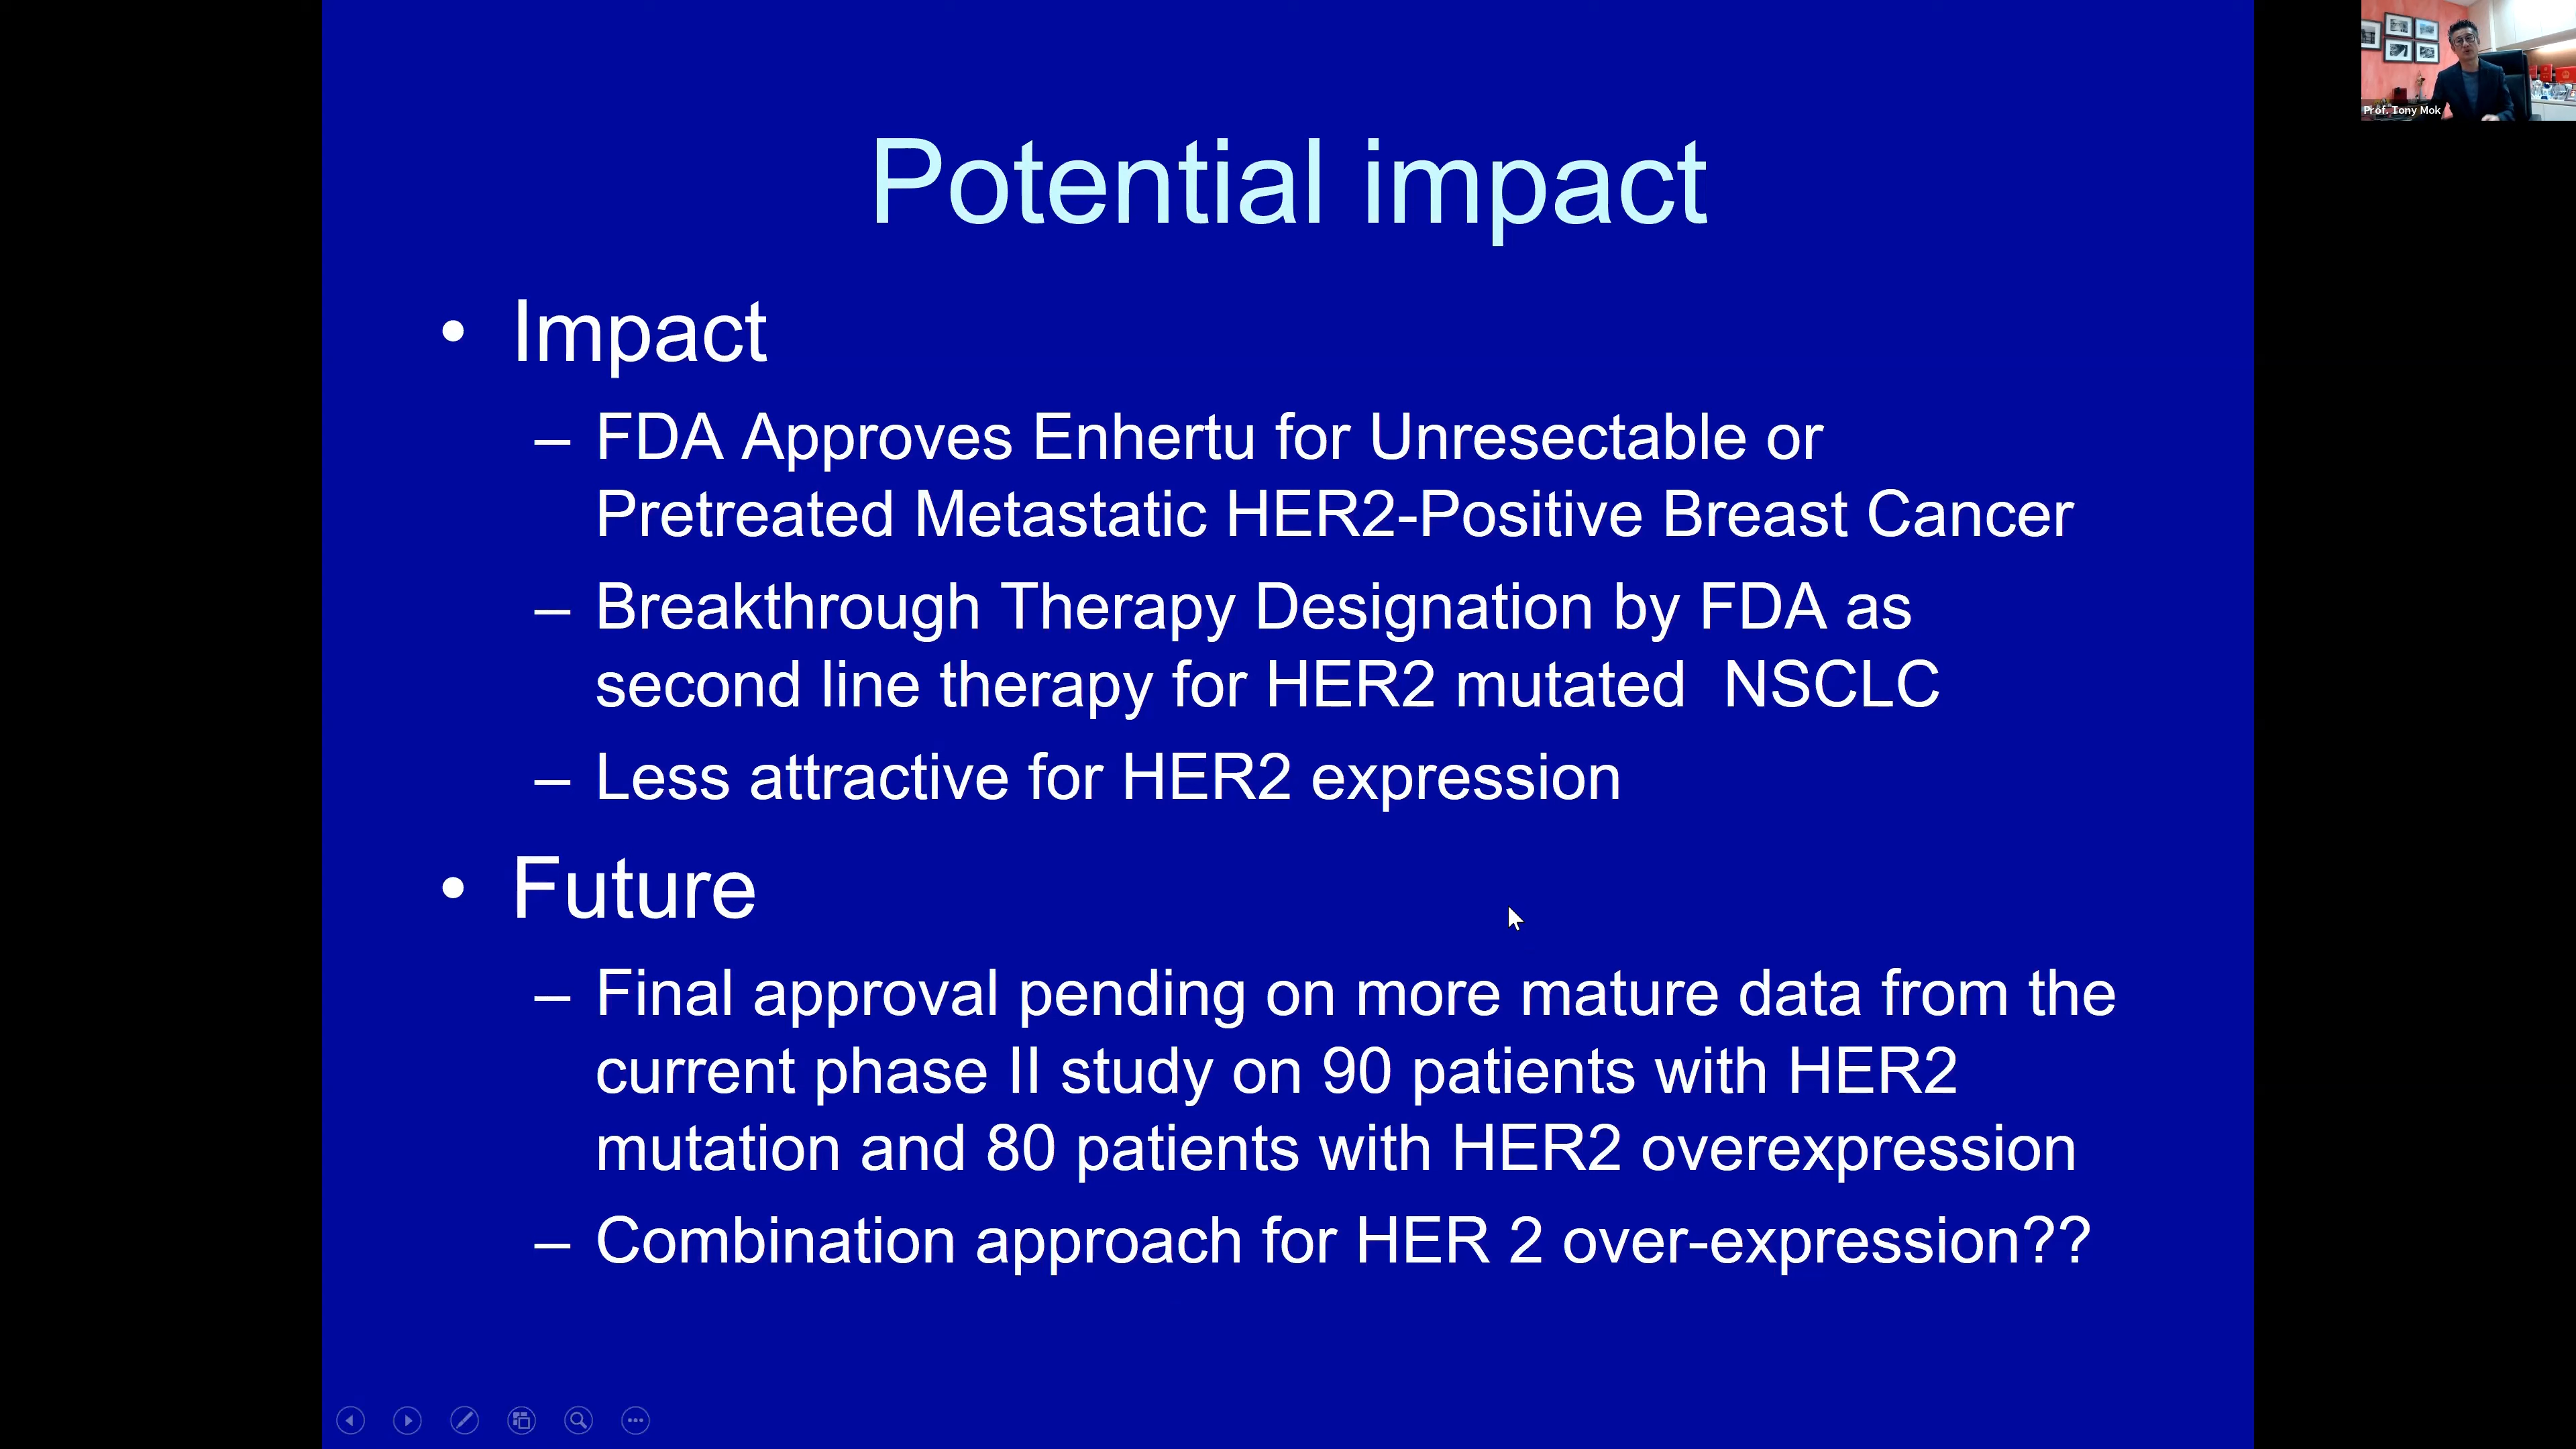 Prof. Tony Mok
Potential impact
• Impact
– FDA Approves Enhertu for Unresectable or
Pretreated Metastatic HER2-Positive Breast Cancer
– Breakthrough Therapy Designation by FDA as
second line therapy for HER2 mutated  NSCLC
– Less attractive for HER2 expression
• Future
– Final approval pending on more mature data from the
current phase II study on 90 patients with HER2
mutation and 80 patients with HER2 overexpression
– Combination approach for HER 2 over-expression??